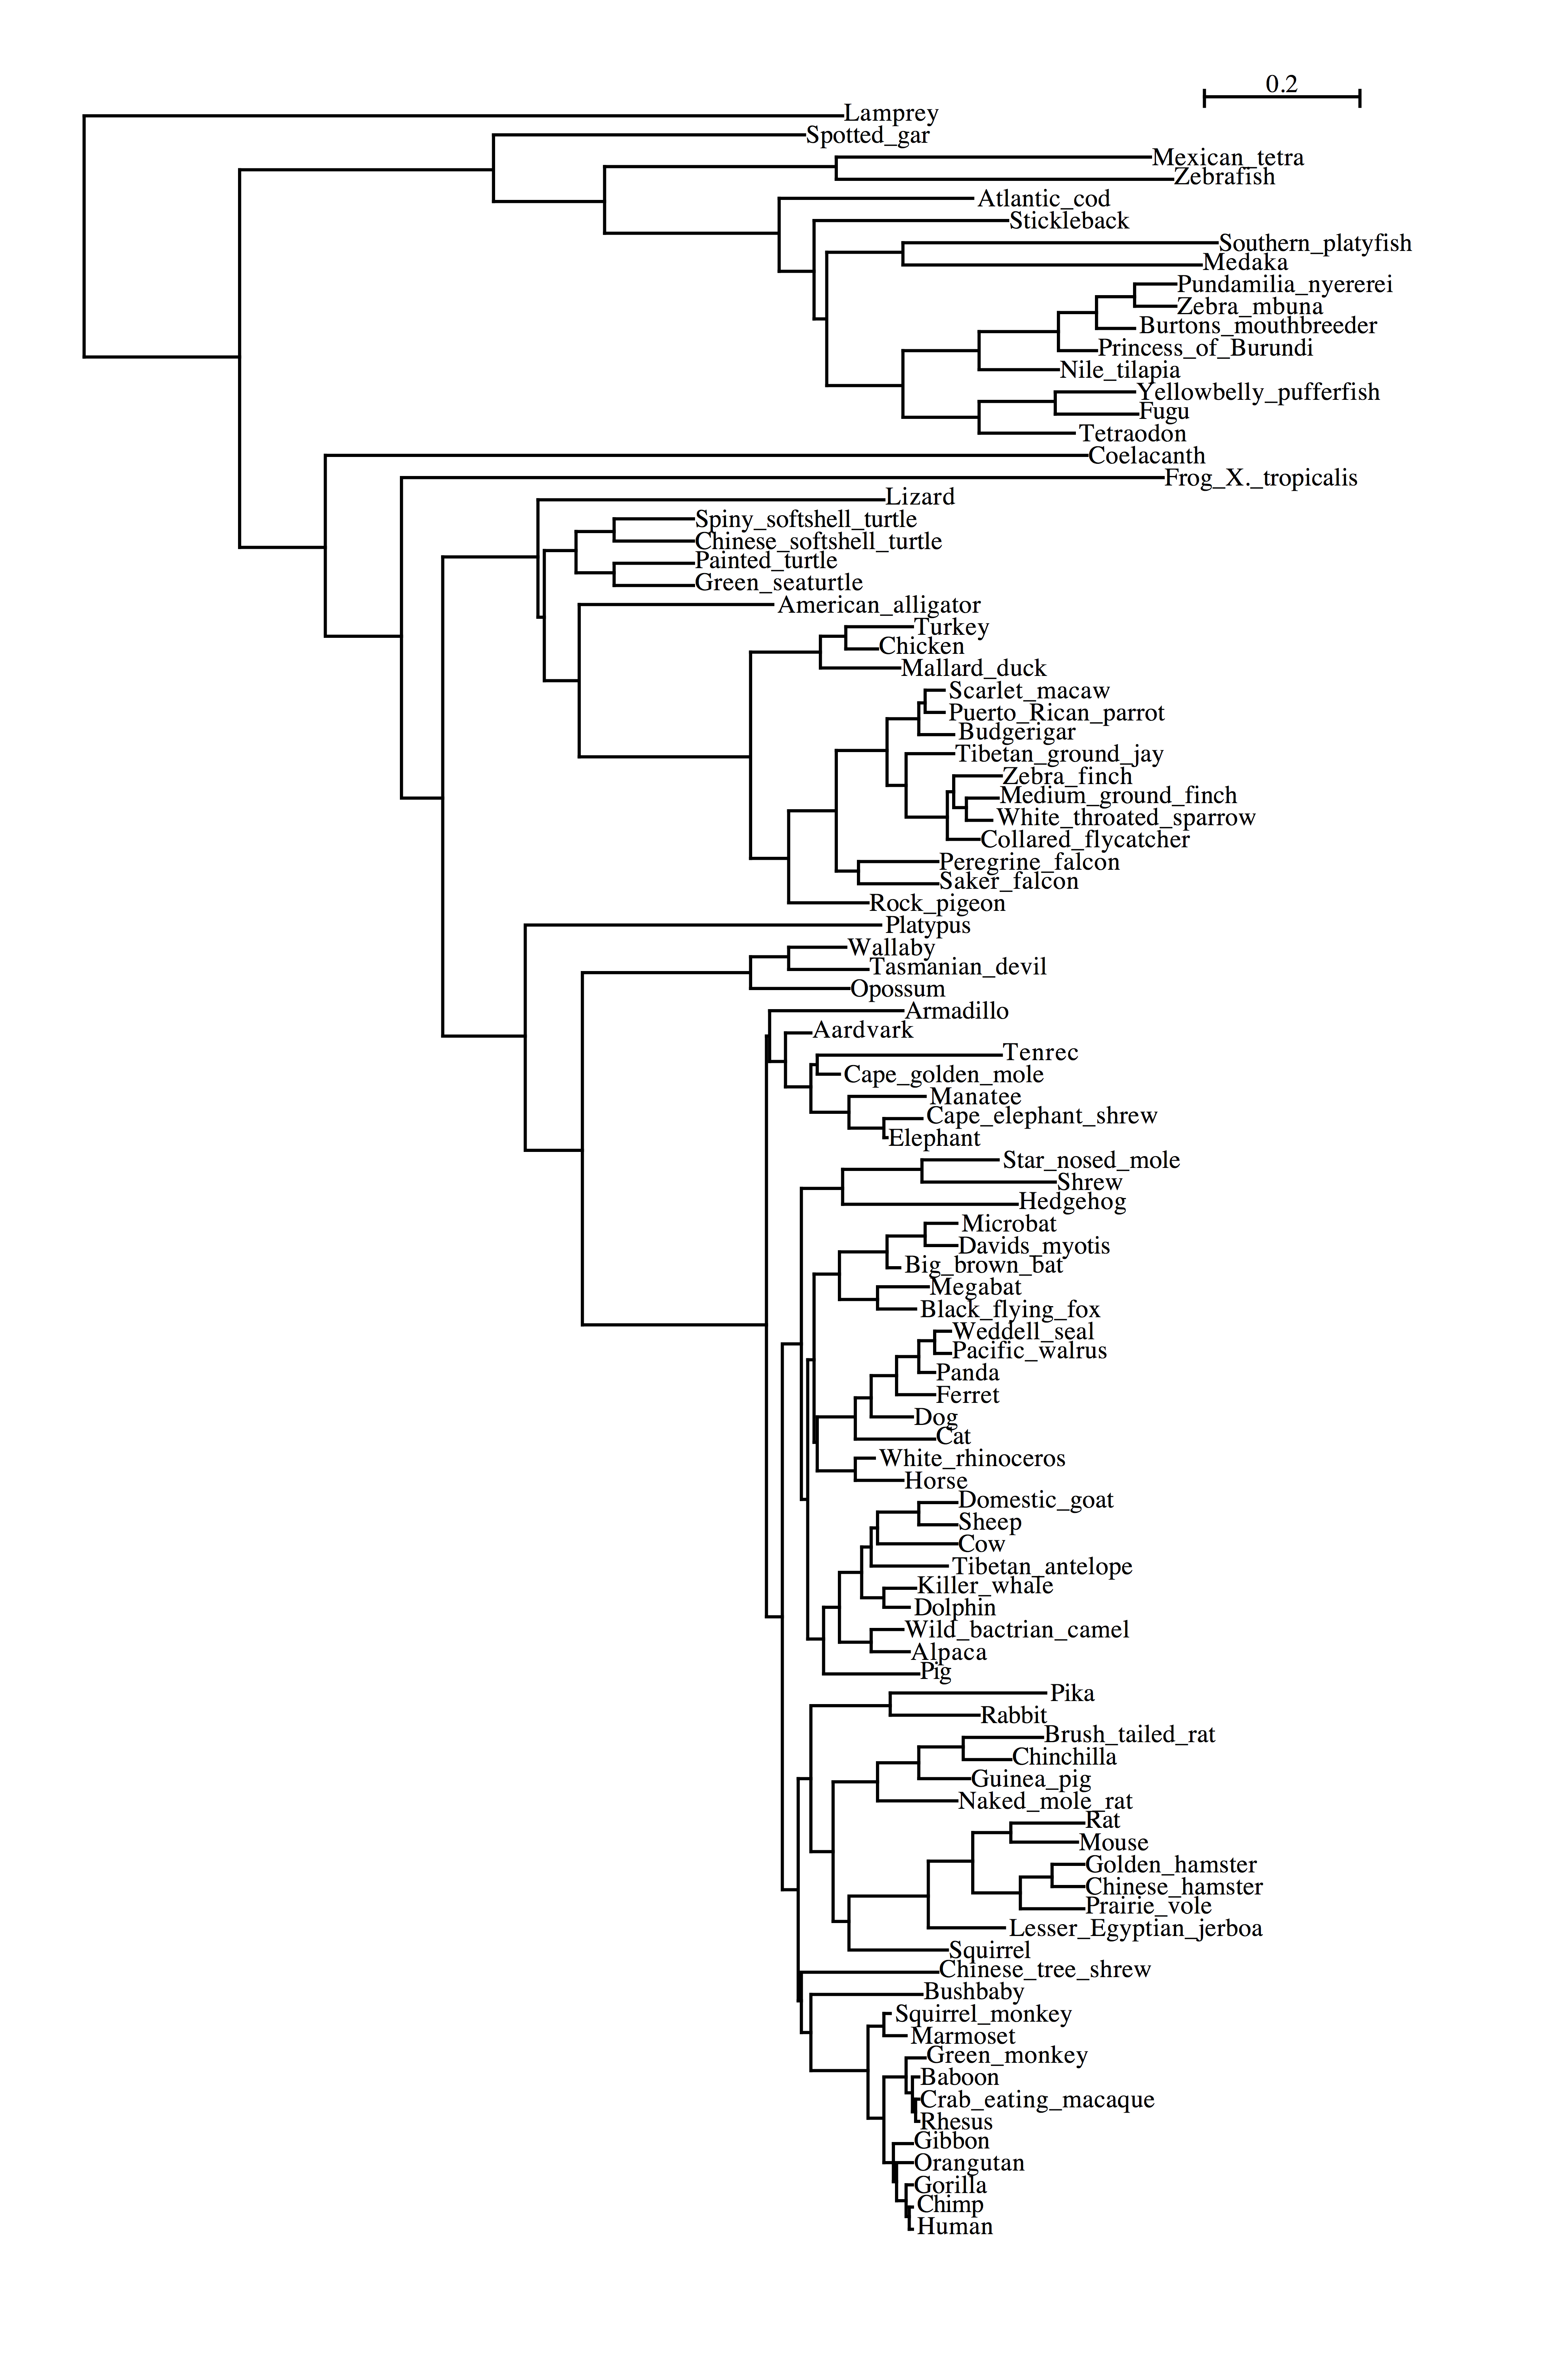 0.2
Lamprey
Spotted_gar
Mexican_tetra
Zebrafish
Atlantic_cod
Stickleback
Southern_platyfish
Medaka
Pundamilia_nyererei
Zebra_mbuna
Burtons_mouthbreeder
Princess_of_Burundi
Nile_tilapia
Yellowbelly_pufferfish
Fugu
Tetraodon
Coelacanth
Frog_X._tropicalis
Lizard
Spiny_softshell_turtle
Chinese_softshell_turtle
Painted_turtle
Green_seaturtle
American_alligator
Turkey
Chicken
Mallard_duck
Scarlet_macaw
Puerto_Rican_parrot
Budgerigar
Tibetan_ground_jay
Zebra_finch
Medium_ground_finch
White_throated_sparrow
Collared_flycatcher
Peregrine_falcon
Saker_falcon
Rock_pigeon
Platypus
Wallaby
Tasmanian_devil
Opossum
Armadillo
Aardvark
Tenrec
Cape_golden_mole
Manatee
Cape_elephant_shrew
Elephant
Star_nosed_mole
Shrew
Hedgehog
Microbat
Davids_myotis
Big_brown_bat
Megabat
Black_flying_fox
Weddell_seal
Pacific_walrus
Panda
Ferret
Dog
Cat
White_rhinoceros
Horse
Domestic_goat
Sheep
Cow
Tibetan_antelope
Killer_whale
Dolphin
Wild_bactrian_camel
Alpaca
Pig
Pika
Rabbit
Brush_tailed_rat
Chinchilla
Guinea_pig
Naked_mole_rat
Rat
Mouse
Golden_hamster
Chinese_hamster
Prairie_vole
Lesser_Egyptian_jerboa
Squirrel
Chinese_tree_shrew
Bushbaby
Squirrel_monkey
Marmoset
Green_monkey
Baboon
Crab_eating_macaque
Rhesus
Gibbon
Orangutan
Gorilla
Chimp
Human